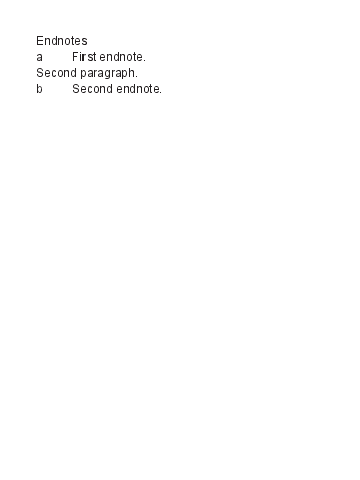 Endnotes
a First endnote.
Second paragraph.
b Second endnote.